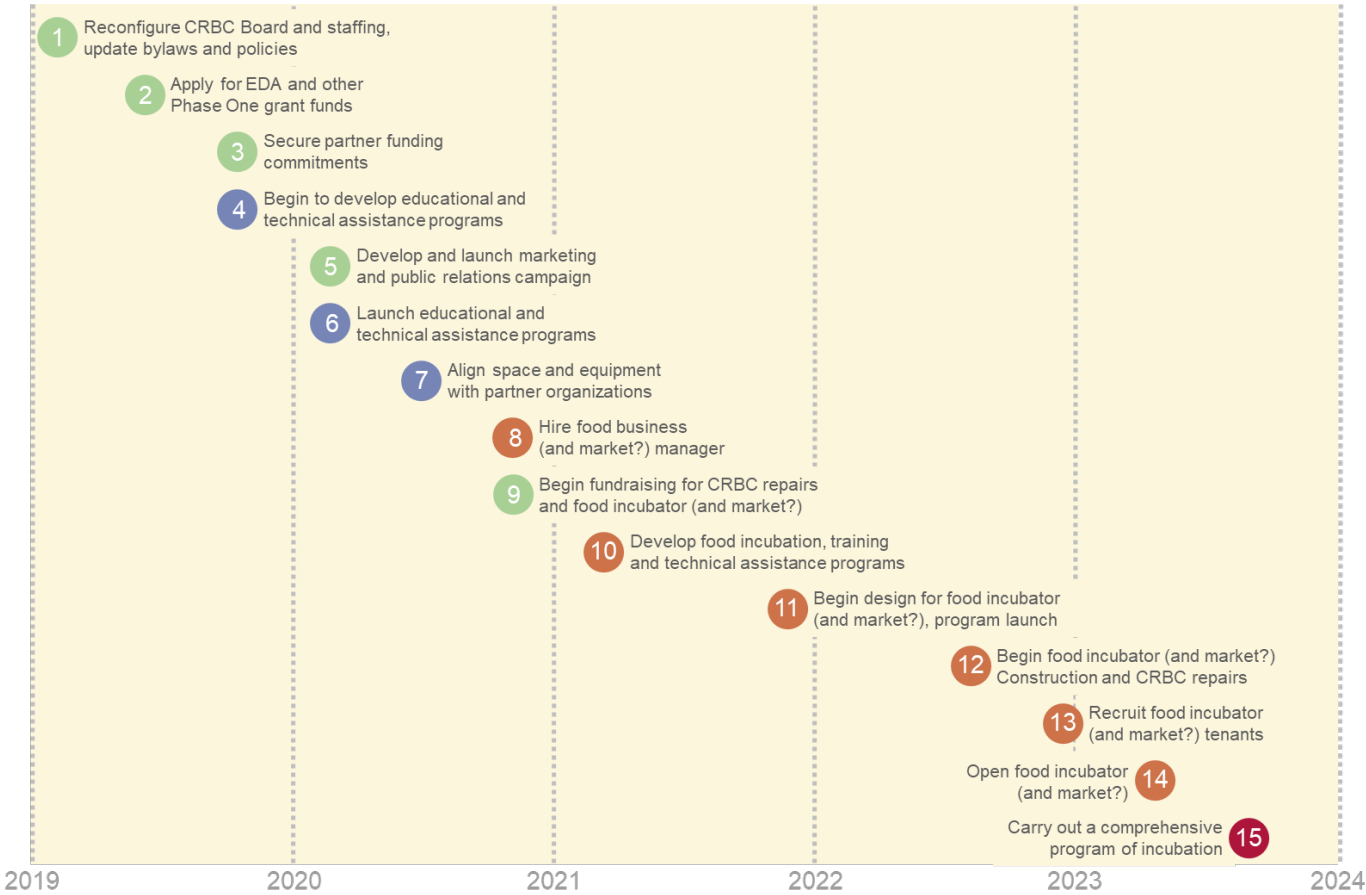 1
Reconfigure CRBC Board and staffing,
update bylaws and policies
2
Apply for EDA and other
Phase One grant funds
3
Secure partner funding
commitments
4
Begin to develop educational and
technical assistance programs
5
Develop and launch marketing
and public relations campaign
6
Launch educational and
technical assistance programs
7
Align space and equipment
with partner organizations
8
Hire food business
(and market?) manager
9
Begin fundraising for CRBC repairs
and food incubator (and market?)
10
Develop food incubation, training
and technical assistance programs
11
Begin design for food incubator
(and market?), program launch
12
Begin food incubator (and market?)
Construction and CRBC repairs
13
Recruit food incubator
(and market?) tenants
Open food incubator
(and market?)
14
Carry out a comprehensive
program of incubation
15
2019 2020 2021 2022 2023 2024